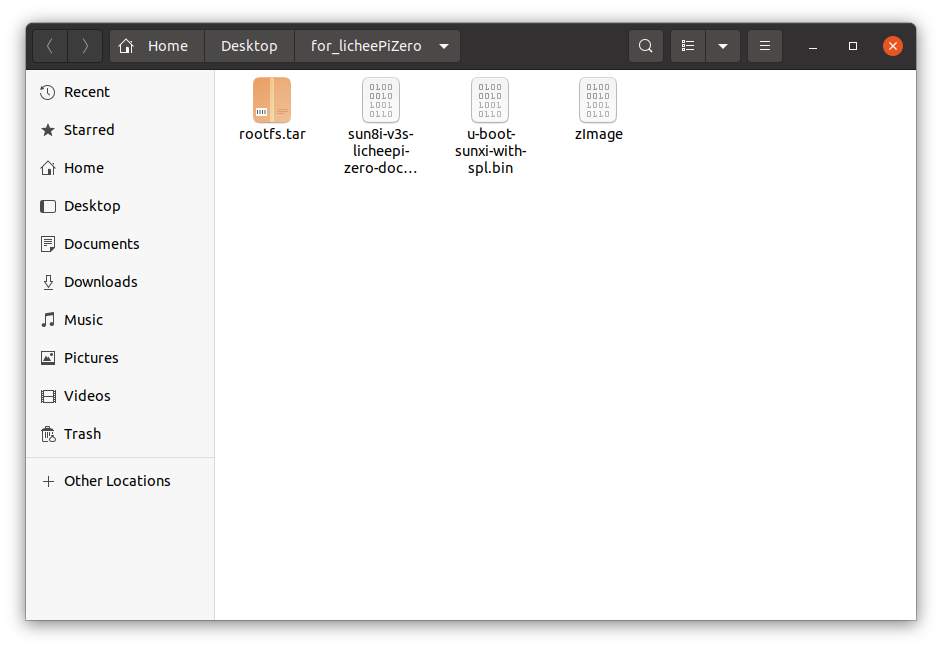 Home
Desktop
for_licheePiZero
Recent
Starred
Home
Desktop
Documents
Downloads
Music
Pictures
Videos
Trash
Other Locations
rootfs.tar
sun8i-v3s-
licheepi-
zero-doc…
u-boot-
sunxi-with-
spl.bin
zImage